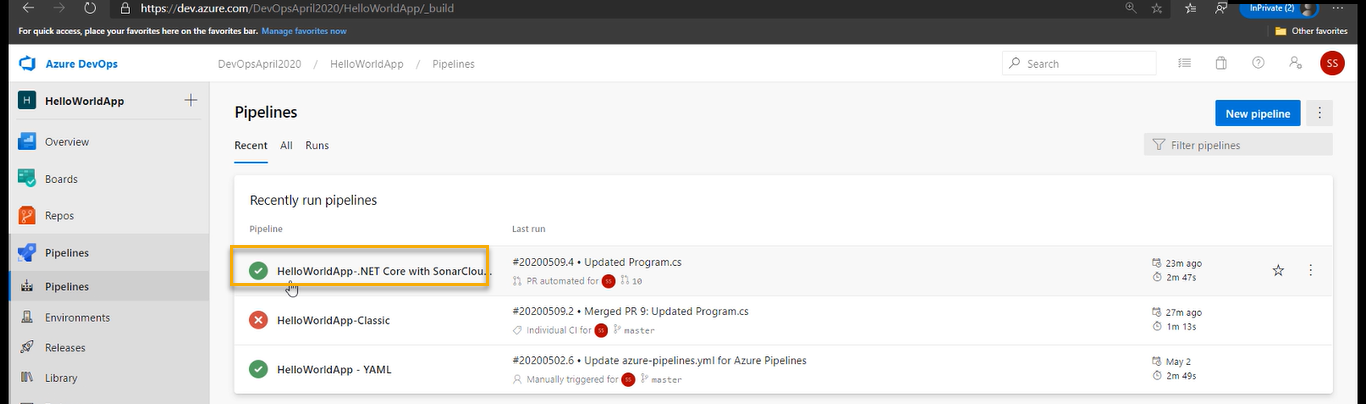 https://dev.azure.com/DevOpsApril2020/HelloWorldApp/_build
InPrivate (2)
For quick access, place your favorites here on the favorites bar. Manage favorites now
Other favorites
Azure DevOps
DevOpsApril2020 / HelloWorldApp / Pipelines
Search
SS
H HelloWorldApp
Pipelines
New pipeline
Overview
Recent All Runs
Filter pipelines
Boards
Repos
Pipelines
Pipelines
Environments
Releases
Library
Recently run pipelines
Pipeline Last run
HelloWorldApp-.NET Core with SonarClou...
#20200509.4 • Updated Program.cs
PR automated for SS 10
23m ago
2m 47s
HelloWorldApp-Classic
#20200509.2 • Merged PR 9: Updated Program.cs
Individual CI for SS master
27m ago
1m 13s
HelloWorldApp - YAML
#20200502.6 • Update azure-pipelines.yml for Azure Pipelines
Manually triggered for SS master
May 2
2m 49s